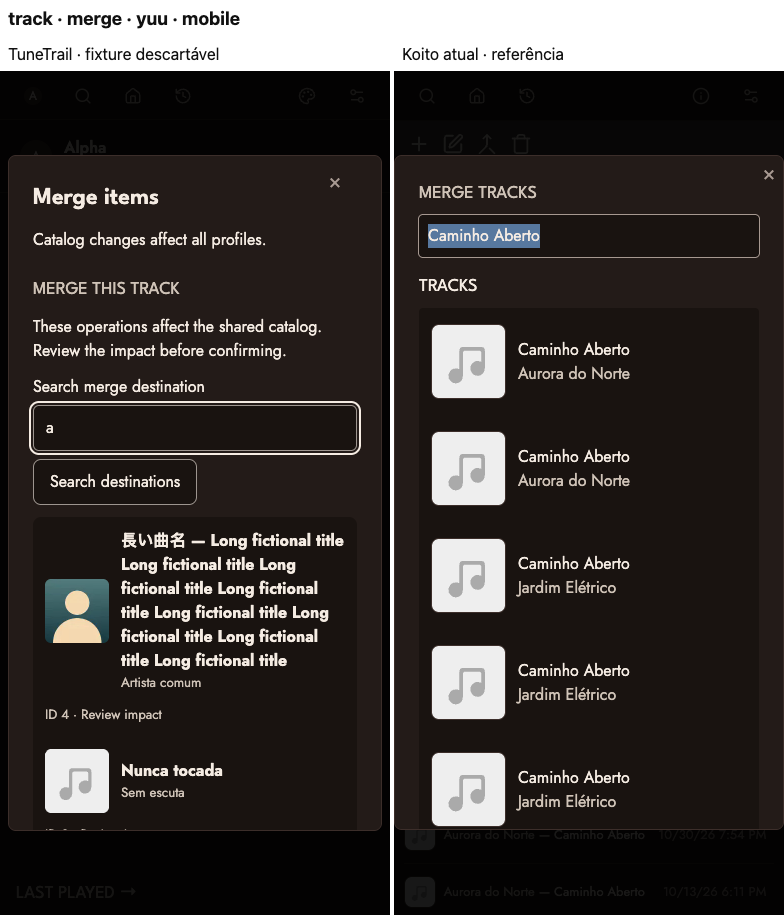 track · merge · yuu · mobile
TuneTrail · fixture descartável
Koito atual · referência
A
Alpha
Merge items
×
Catalog changes affect all profiles.
MERGE THIS TRACK
These operations affect the shared catalog.
Review the impact before confirming.
Search merge destination
a
Search destinations
長い曲名 — Long fictional title
Long fictional title Long
fictional title Long fictional
title Long fictional title Long
fictional title Long fictional
title Long fictional title
Artista comum
ID 4 · Review impact
Nunca tocada
Sem escuta
LAST PLAYED →
×
MERGE TRACKS
Caminho Aberto
TRACKS
Caminho Aberto
Aurora do Norte
Caminho Aberto
Aurora do Norte
Caminho Aberto
Jardim Elétrico
Caminho Aberto
Jardim Elétrico
Caminho Aberto
Jardim Elétrico
Aurora do Norte — Caminho Aberto 10/30/26 7:54 PM
Aurora do Norte — Caminho Aberto 10/13/26 6:11 PM